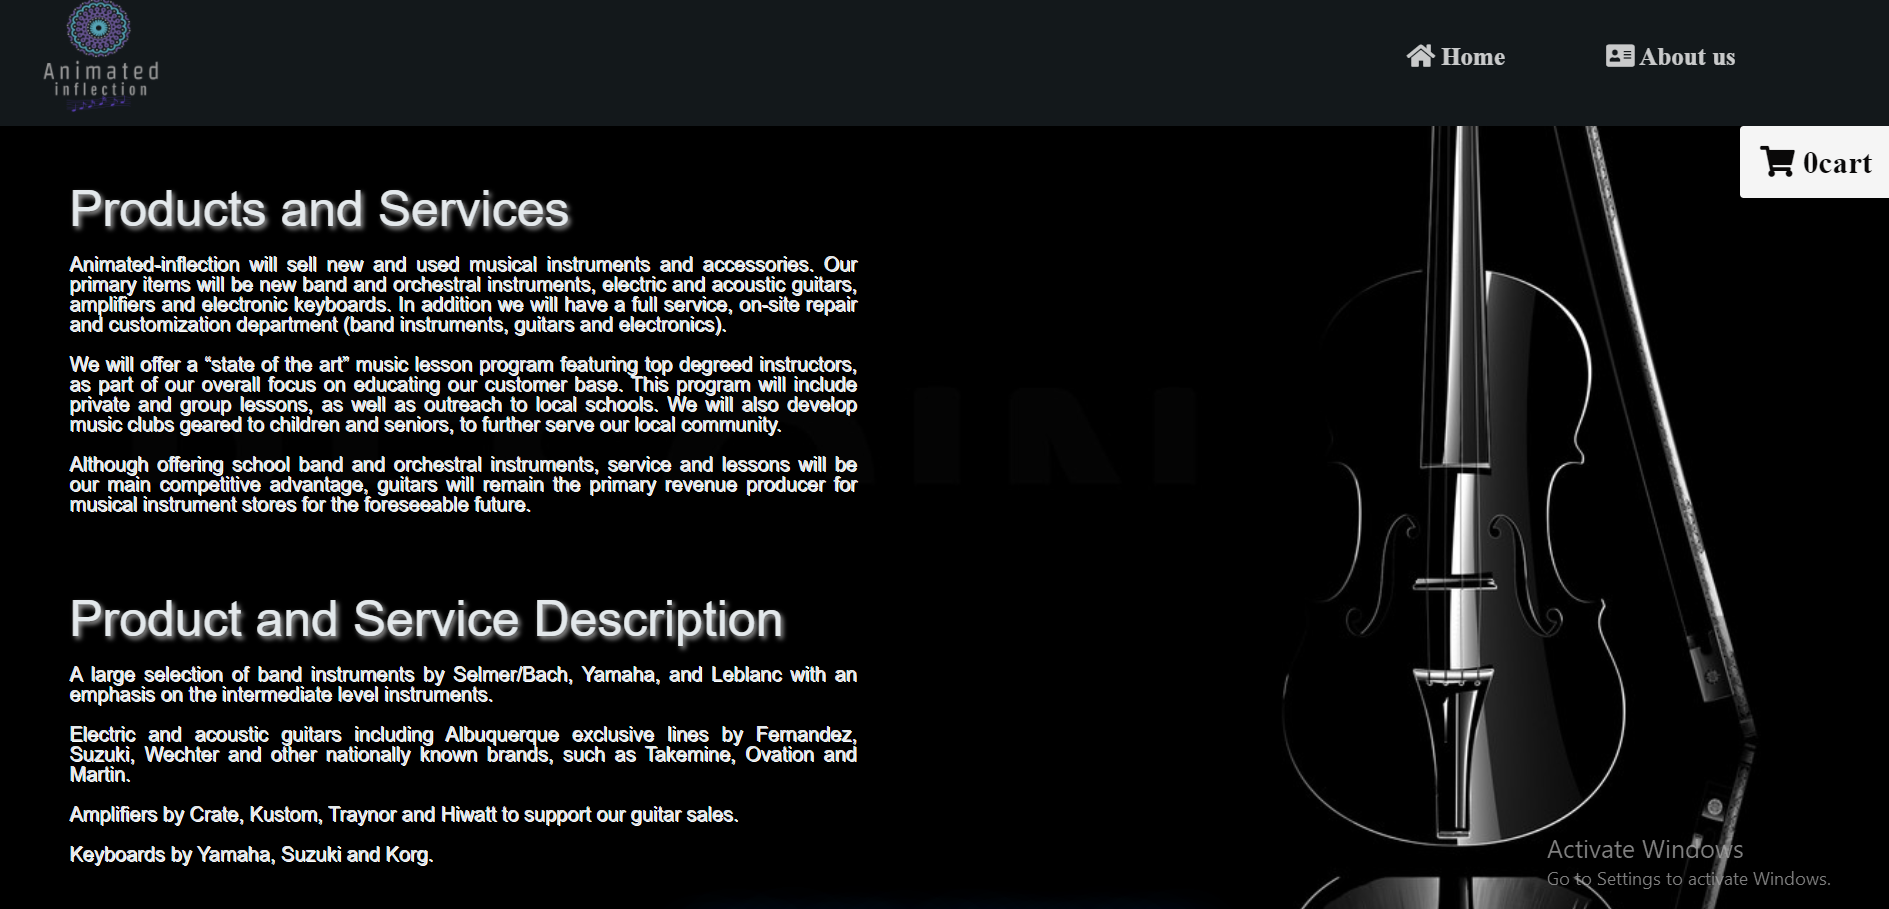 Animated
inflection
Home
About us
0cart
Products and Services
Animated-inflection will sell new and used musical instruments and accessories. Our
primary items will be new band and orchestral instruments, electric and acoustic guitars,
amplifiers and electronic keyboards. In addition we will have a full service, on-site repair
and customization department (band instruments, guitars and electronics).
We will offer a “state of the art” music lesson program featuring top degreed instructors,
as part of our overall focus on educating our customer base. This program will include
private and group lessons, as well as outreach to local schools. We will also develop
music clubs geared to children and seniors, to further serve our local community.
Although offering school band and orchestral instruments, service and lessons will be
our main competitive advantage, guitars will remain the primary revenue producer for
musical instrument stores for the foreseeable future.
Product and Service Description
A large selection of band instruments by Selmer/Bach, Yamaha, and Leblanc with an
emphasis on the intermediate level instruments.
Electric and acoustic guitars including Albuquerque exclusive lines by Fernandez,
Suzuki, Wechter and other nationally known brands, such as Takemine, Ovation and
Martin.
Amplifiers by Crate, Kustom, Traynor and Hiwatt to support our guitar sales.
Keyboards by Yamaha, Suzuki and Korg.
Activate Windows
Go to Settings to activate Windows.